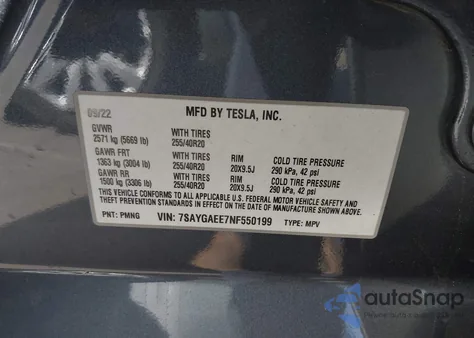 09/22 MFD BY TESLA, INC.
GVWR WITH TIRES
2571 kg (5669 lb) 255/40R20
GAWR FRT WITH TIRES RIM COLD TIRE PRESSURE
1363 kg (3004 lb) 255/40R20 20X9.5J 290 kPa, 42 psi
GAWR RR WITH TIRES RIM COLD TIRE PRESSURE
1500 kg (3306 lb) 255/40R20 20X9.5J 290 kPa, 42 psi
THIS VEHICLE CONFORMS TO ALL APPLICABLE U.S. FEDERAL MOTOR VEHICLE SAFETY AND
THEFT PREVENTION STANDARDS IN EFFECT ON THE DATE OF MANUFACTURE SHOWN ABOVE.
PNT: PMNG VIN: 7SAYGAEE7NF550199 TYPE: MPV
autoSnap